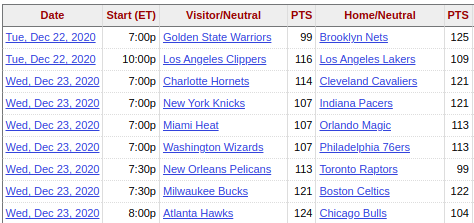 Date Start (ET) Visitor/Neutral PTS Home/Neutral PTS
Tue, Dec 22, 2020 7:00p Golden State Warriors 99 Brooklyn Nets 125
Tue, Dec 22, 2020 10:00p Los Angeles Clippers 116 Los Angeles Lakers 109
Wed, Dec 23, 2020 7:00p Charlotte Hornets 114 Cleveland Cavaliers 121
Wed, Dec 23, 2020 7:00p New York Knicks 107 Indiana Pacers 121
Wed, Dec 23, 2020 7:00p Miami Heat 107 Orlando Magic 113
Wed, Dec 23, 2020 7:00p Washington Wizards 107 Philadelphia 76ers 113
Wed, Dec 23, 2020 7:30p New Orleans Pelicans 113 Toronto Raptors 99
Wed, Dec 23, 2020 7:30p Milwaukee Bucks 121 Boston Celtics 122
Wed, Dec 23, 2020 8:00p Atlanta Hawks 124 Chicago Bulls 104